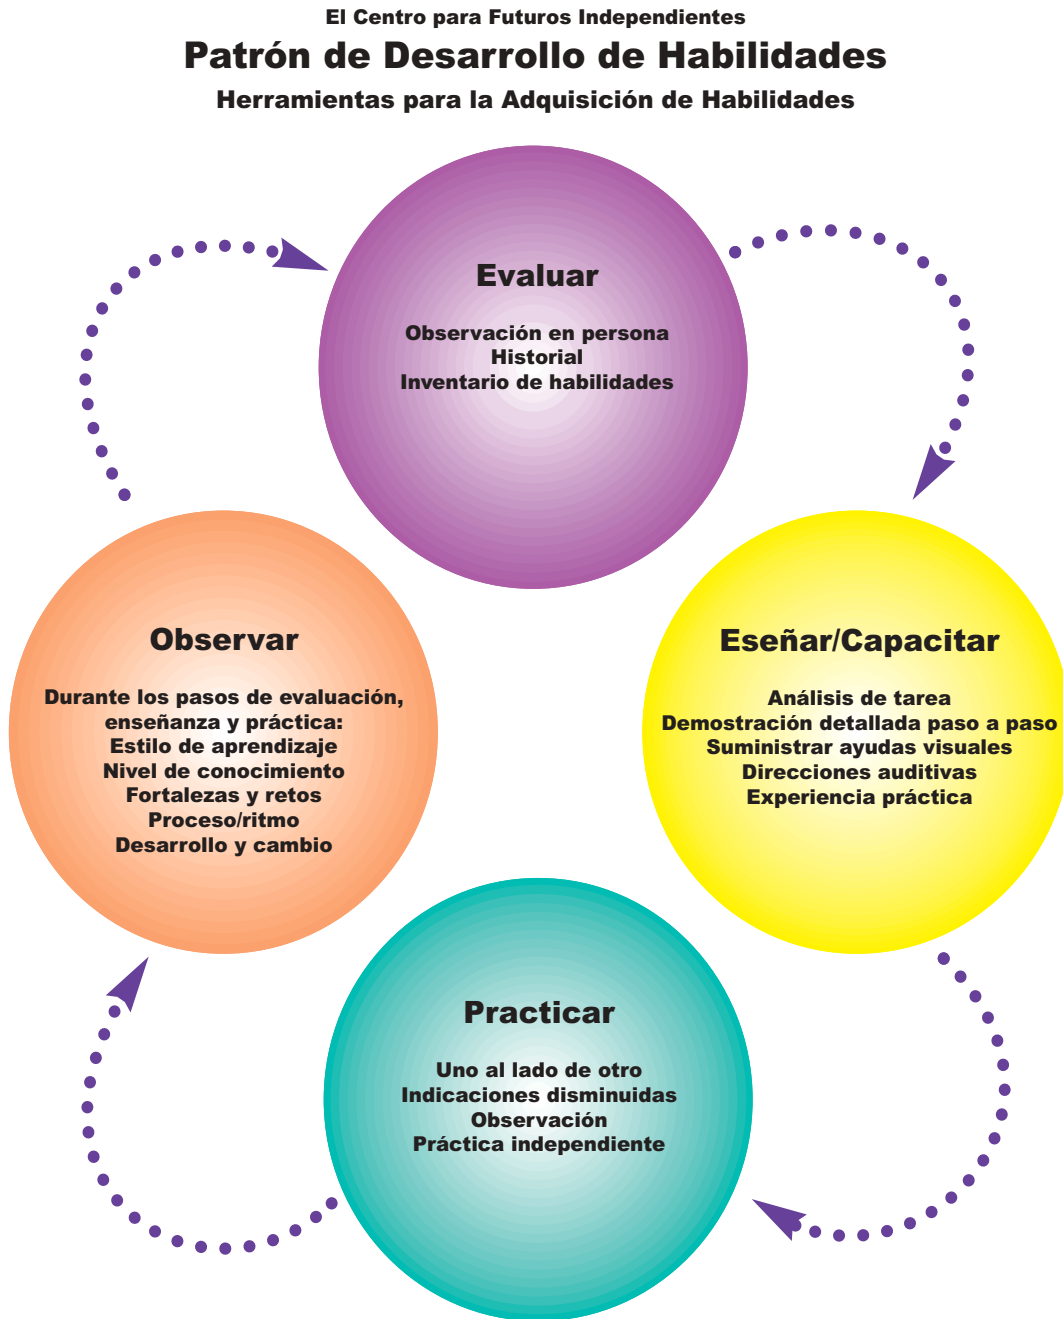 El Centro para Futuros Independientes
Patrón de Desarrollo de Habilidades
Herramientas para la Adquisición de Habilidades
Evaluar
Observación en persona
Historial
Inventario de habilidades
Observar
Durante los pasos de evaluación,
enseñanza y práctica:
Estilo de aprendizaje
Nivel de conocimiento
Fortalezas y retos
Proceso/ritmo
Desarrollo y cambio
Eseñar/Capacitar
Análisis de tarea
Demostración detallada paso a paso
Suministrar ayudas visuales
Direcciones auditivas
Experiencia práctica
Practicar
Uno al lado de otro
Indicaciones disminuidas
Observación
Práctica independiente